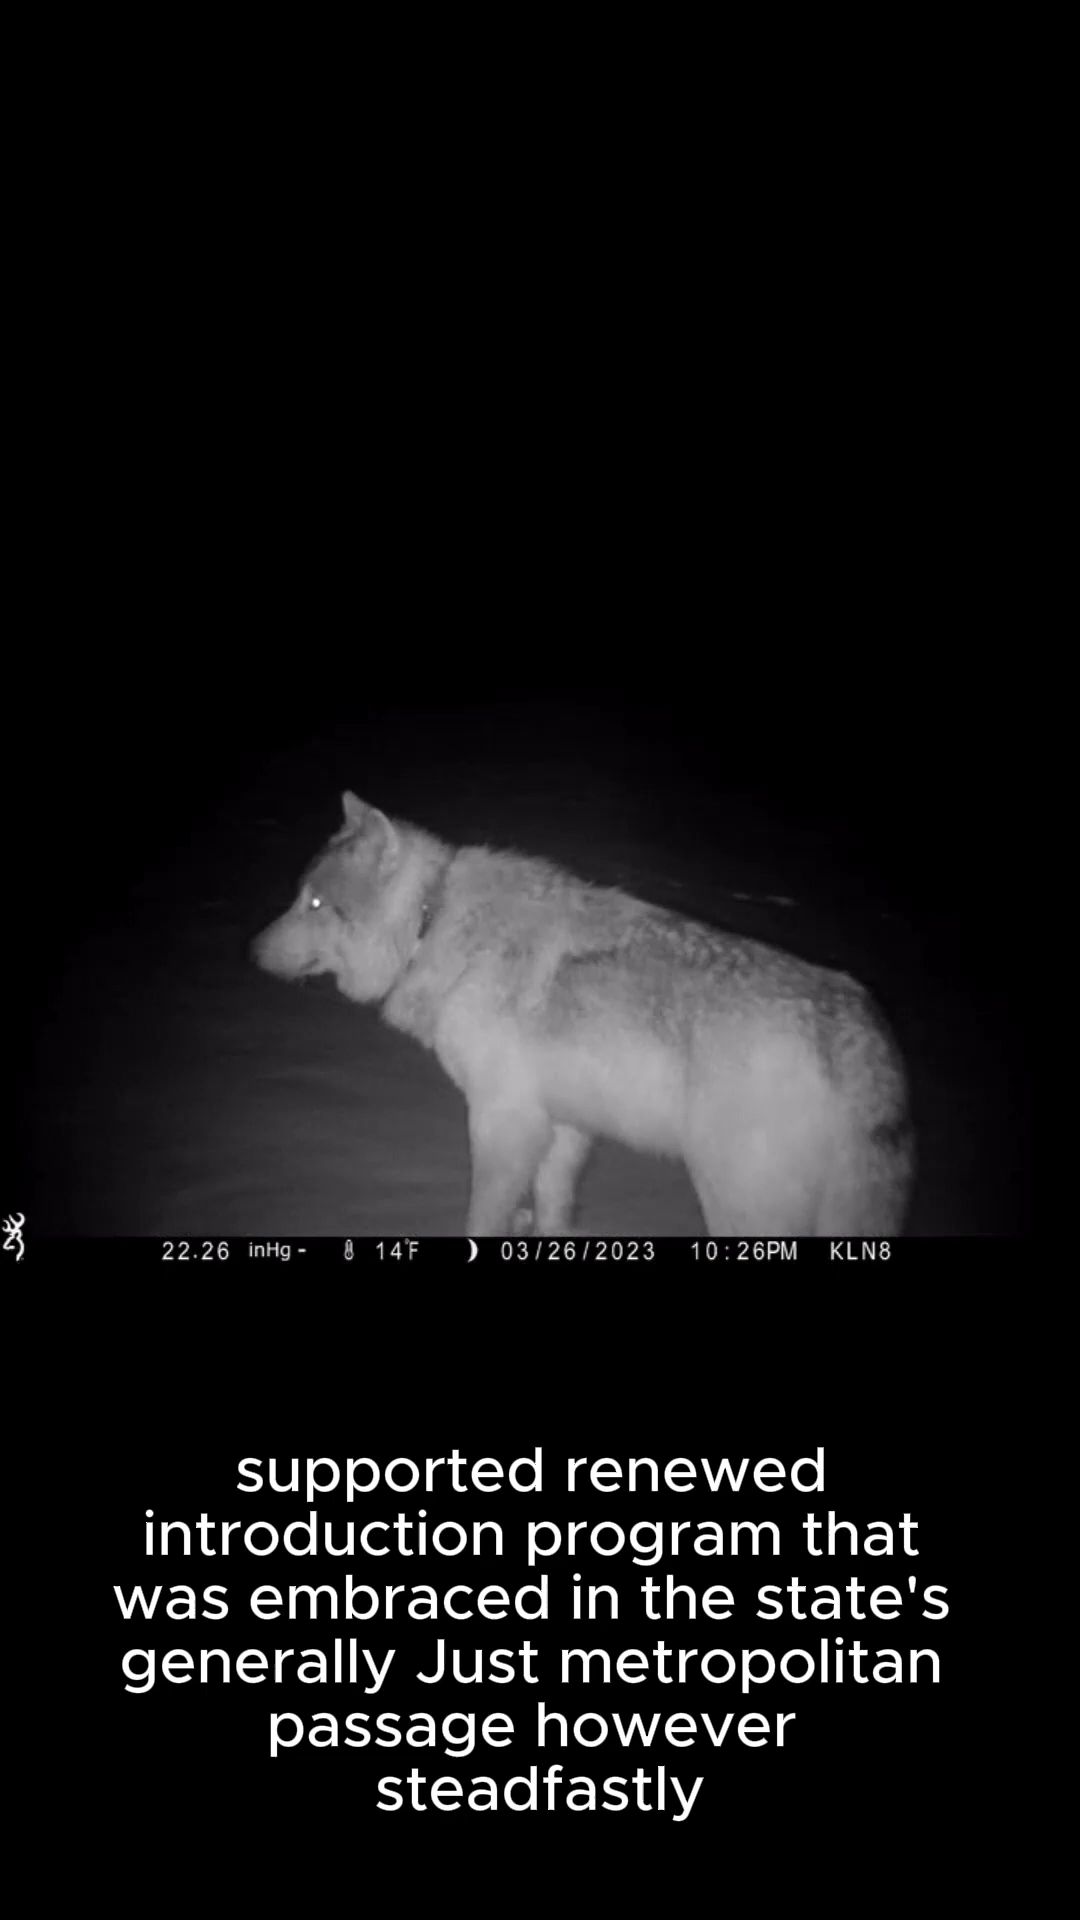 22.26 inHg - 14°F 03/26/2023 10:26PM KLN8
supported renewed
introduction program that
was embraced in the state's
generally Just metropolitan
passage however
steadfastly